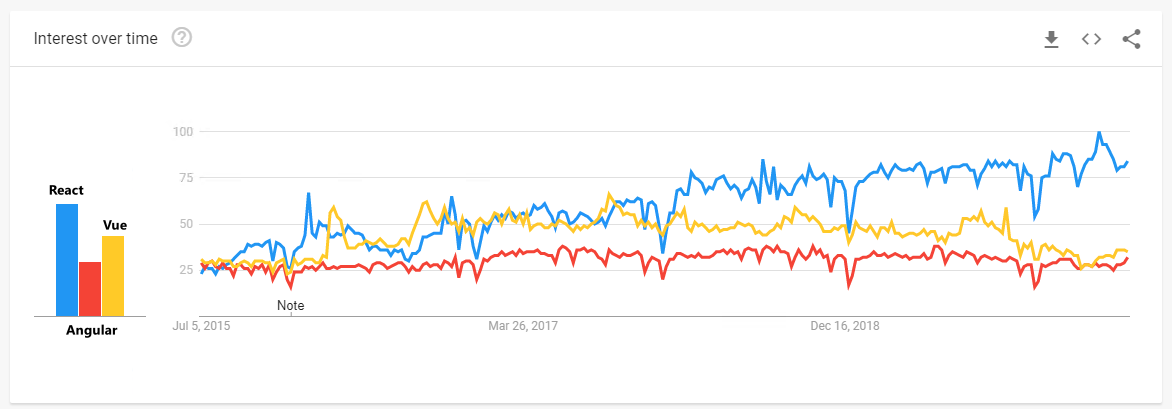 Interest over time ?
100
75
React
Vue
50
25
Note
Angular
Jul 5, 2015 Mar 26, 2017 Dec 16, 2018